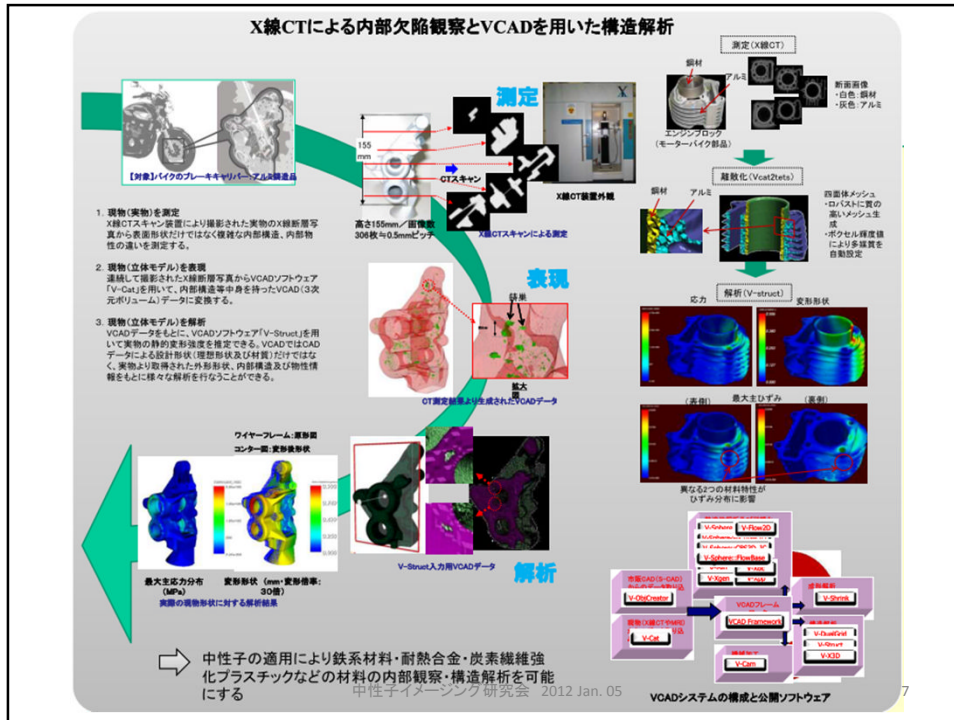 X線CTによる内部欠陥観察とVCADを用いた構造解析
【対象】バイクのブレーキキャリパー:アルミ鋳造品
1. 現物(実物)を測定
X線CTスキャン装置により撮影された実物のX線断層写
真から表面形状だけではなく複雑な内部構造、内部物
性の違いを測定する。
2. 現物(立体モデル)を表現
連続して撮影されたX線断層写真からVCADソフトウェア
「V-Cat」を用いて、内部構造等中身を持ったVCAD(3次
元ボリューム)データに変換する。
3. 現物(立体モデル)を解析
VCADデータをもとに、VCADソフトウェア「V-Struct」を用
いて実物の静的変形強度を推定できる。VCADではCAD
データによる設計形状(理想形状及び材質)だけではな
く、実物より取得された外形形状、内部構造及び物性情
報をもとに様々な解析を行なうことができる。
測定
155
mm
CTスキャン
高さ155mm/画像数
306枚≈0.5mmピッチ
X線CTスキャンによる測定
X線CT装置外観
表現
鋳巣
拡大
図
CT測定結果より生成されたVCADデータ
V-Struct入力用VCADデータ
解析
ワイヤーフレーム:原形図
コンター図:変形後形状
最大主応力分布
(MPa)
変形形状 (mm・変形倍率:
30倍)
実際の現物形状に対する解析結果
測定(X線CT)
鋼材
アルミ
エンジンブロック
(モーターバイク部品)
断面画像
・白色:鋼材
・灰色:アルミ
離散化(Vcat2tets)
鋼材
アルミ
四面体メッシュ
・ロバストに質の
高いメッシュ生
成
・ボクセル輝度値
により多媒質を
自動設定
解析(V-struct)
応力
変形形状
(表側)
最大主ひずみ
(裏側)
異なる2つの材料特性が
ひずみ分布に影響
V-Sphere
V-Flow2D
V-Sphere::FlowBase
V-Xgen
市販CAD(S-CAD)
V-ObjCreator
V-Cat
VCADフレーム
VCAD Framework
V-Cam
V-Shrink
V-DualGrid
V-Struct
V-X3D
VCADシステムの構成と公開ソフトウェア
中性子の適用により鉄系材料・耐熱合金・炭素繊維強
化プラスチックなどの材料の内部観察・構造解析を可能
にする
中性子イメージング研究会 2012 Jan. 05
7